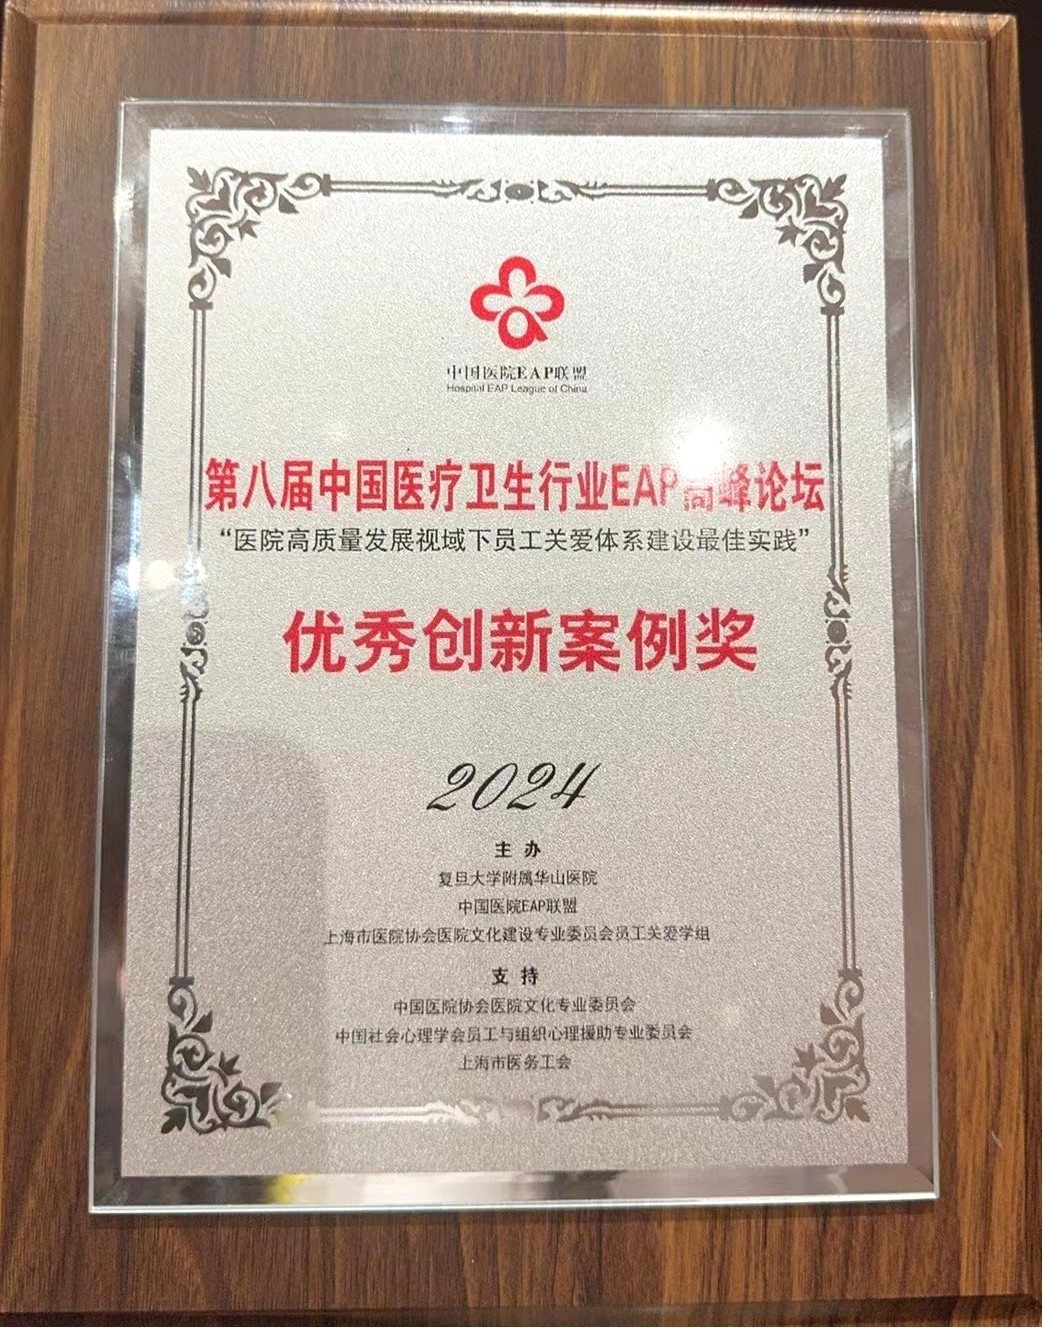 中国医院EAP联盟
Hospital EAP League of China
第八届中国医疗卫生行业EAP高峰论坛
“医院高质量发展视域下员工关爱体系建设最佳实践”
优秀创新案例奖
2024
主 办
复旦大学附属华山医院
中国医院EAP联盟
上海市医院协会医院文化建设专业委员会员工关爱学组
支 持
中国医院协会医院文化专业委员会
中国社会心理学会员工与组织心理援助专业委员会
上海市医务工会